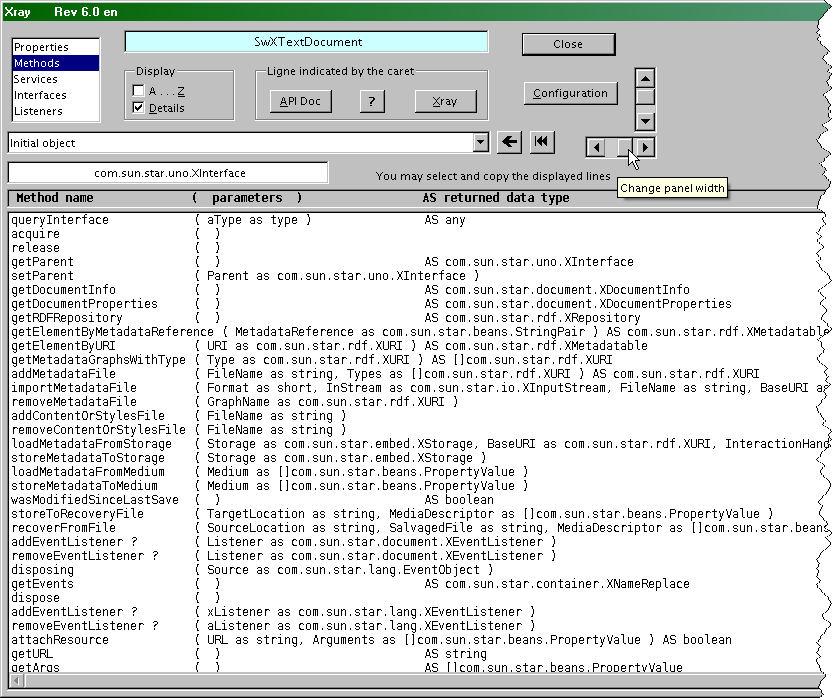 Xray Rev 6.0 en
Properties
Methods
Services
Interfaces
Listeners
SwXTextDocument
Close
Display
A . . . Z
Details
Ligne indicated by the caret
API Doc
?
Xray
Configuration
Initial object
com.sun.star.uno.XInterface
You may select and copy the displayed lines
Change panel width
Method name ( parameters ) AS returned data type
queryInterface ( aType as type ) AS any
acquire ( )
release ( )
getParent ( ) AS com.sun.star.uno.XInterface
setParent ( Parent as com.sun.star.uno.XInterface )
getDocumentInfo ( ) AS com.sun.star.document.XDocumentInfo
getDocumentProperties ( ) AS com.sun.star.document.XDocumentProperties
getRDFRepository ( ) AS com.sun.star.rdf.XRepository
getElementByMetadataReference ( MetadataReference as com.sun.star.beans.StringPair ) AS com.sun.star.rdf.XMetadatable
getElementByURI ( URI as com.sun.star.rdf.XURI ) AS com.sun.star.rdf.XMetadatable
getMetadataGraphsWithType ( Type as com.sun.star.rdf.XURI ) AS []com.sun.star.rdf.XURI
addMetadataFile ( FileName as string, Types as []com.sun.star.rdf.XURI ) AS com.sun.star.rdf.XURI
importMetadataFile ( Format as short, InStream as com.sun.star.io.XInputStream, FileName as string, BaseURI a
removeMetadataFile ( GraphName as com.sun.star.rdf.XURI )
addContentOrStylesFile ( FileName as string )
removeContentOrStylesFile ( FileName as string )
loadMetadataFromStorage ( Storage as com.sun.star.embed.XStorage, BaseURI as com.sun.star.rdf.XURI, InteractionHand
storeMetadataToStorage ( Storage as com.sun.star.embed.XStorage )
loadMetadataFromMedium ( Medium as []com.sun.star.beans.PropertyValue )
storeMetadataToMedium ( Medium as []com.sun.star.beans.PropertyValue )
wasModifiedSinceLastSave ( ) AS boolean
storeToRecoveryFile ( TargetLocation as string, MediaDescriptor as []com.sun.star.beans.PropertyValue )
recoverFromFile ( SourceLocation as string, SalvagedFile as string, MediaDescriptor as []com.sun.star.beans
addEventListener ? ( Listener as com.sun.star.document.XEventListener )
removeEventListener ? ( Listener as com.sun.star.document.XEventListener )
disposing ( Source as com.sun.star.lang.EventObject )
getEvents ( ) AS com.sun.star.container.XNameReplace
dispose ( )
addEventListener ? ( xListener as com.sun.star.lang.XEventListener )
removeEventListener ? ( aListener as com.sun.star.lang.XEventListener )
attachResource ( URL as string, Arguments as []com.sun.star.beans.PropertyValue ) AS boolean
getURL ( ) AS string
getArgs ( ) AS []com.sun.star.beans.PropertyValue